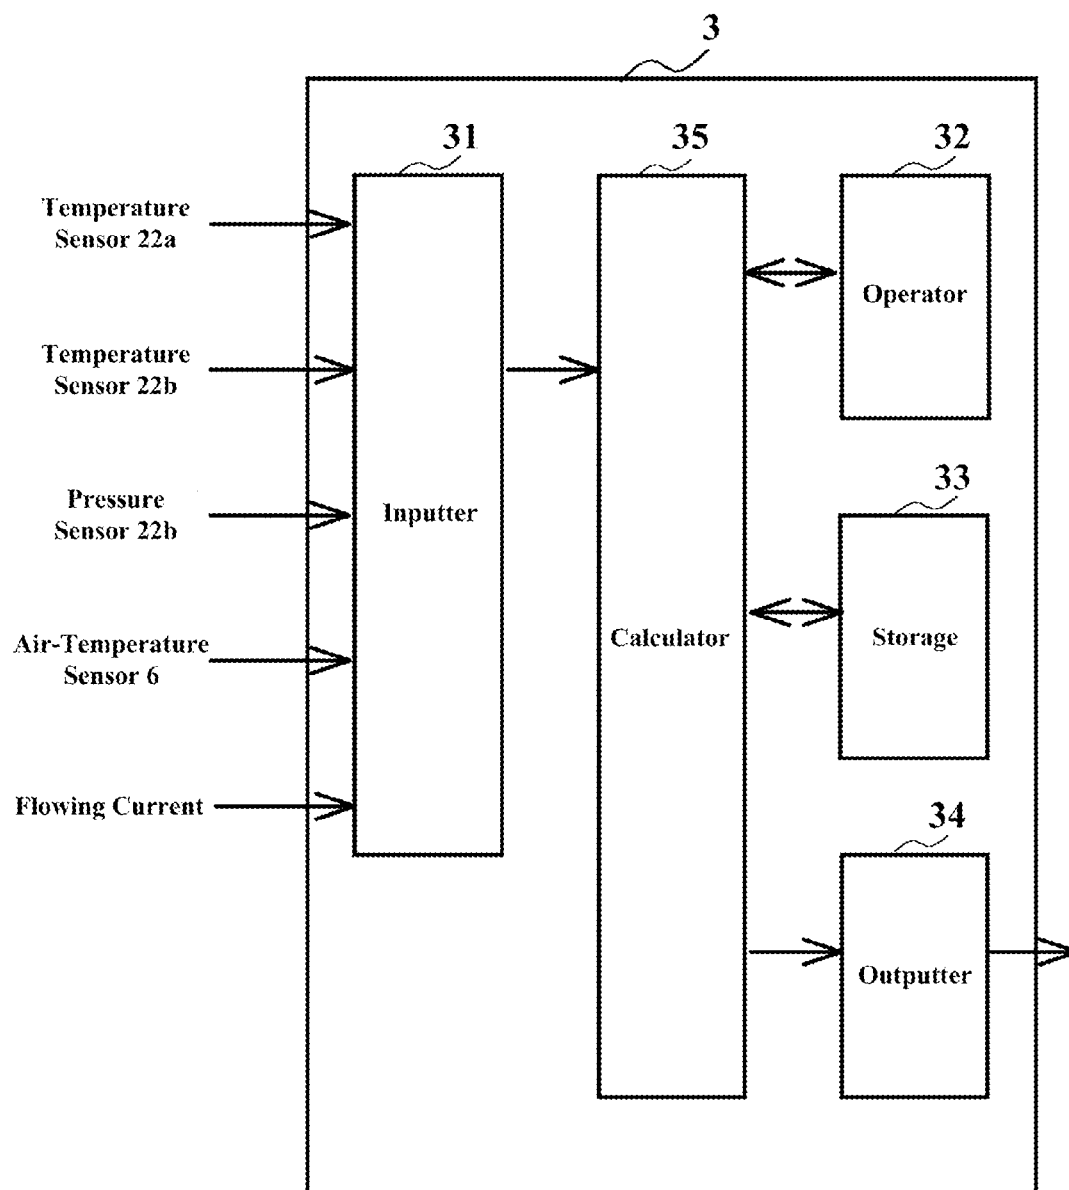 3
31
35
32
Temperature
Sensor 22a
Operator
Temperature
Sensor 22b
33
Pressure
Sensor 22b
Inputter
Air-Temperature
Sensor 6
Calculator
Storage
Flowing Current
34
Outputter